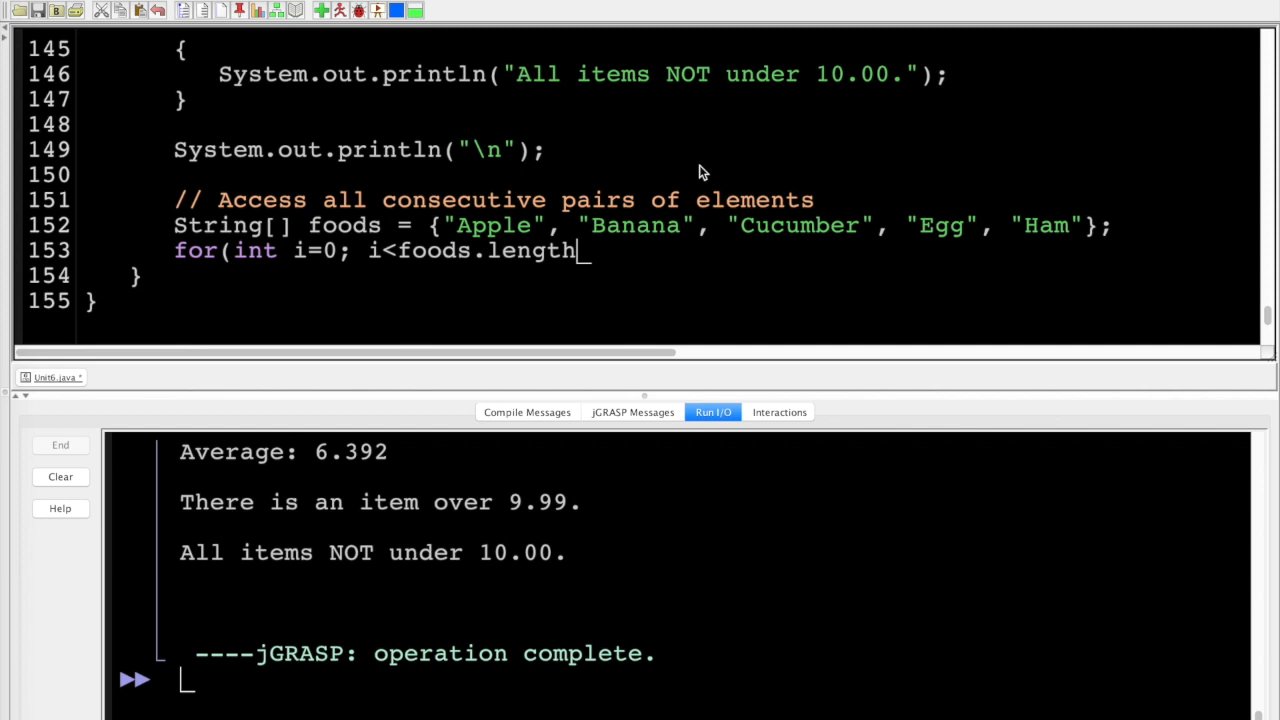 145 {
146 System.out.println("All items NOT under 10.00.");
147 }
148
149 System.out.println("\n");
150
151 // Access all consecutive pairs of elements
152 String[] foods = {"Apple", "Banana", "Cucumber", "Egg", "Ham"};
153 for(int i=0; i<foods.length
154 }
155 }
Unit6.java *
Compile Messages jGRASP Messages Run I/O Interactions
End
Clear
Help
Average: 6.392
There is an item over 9.99.
All items NOT under 10.00.
----jGRASP: operation complete.